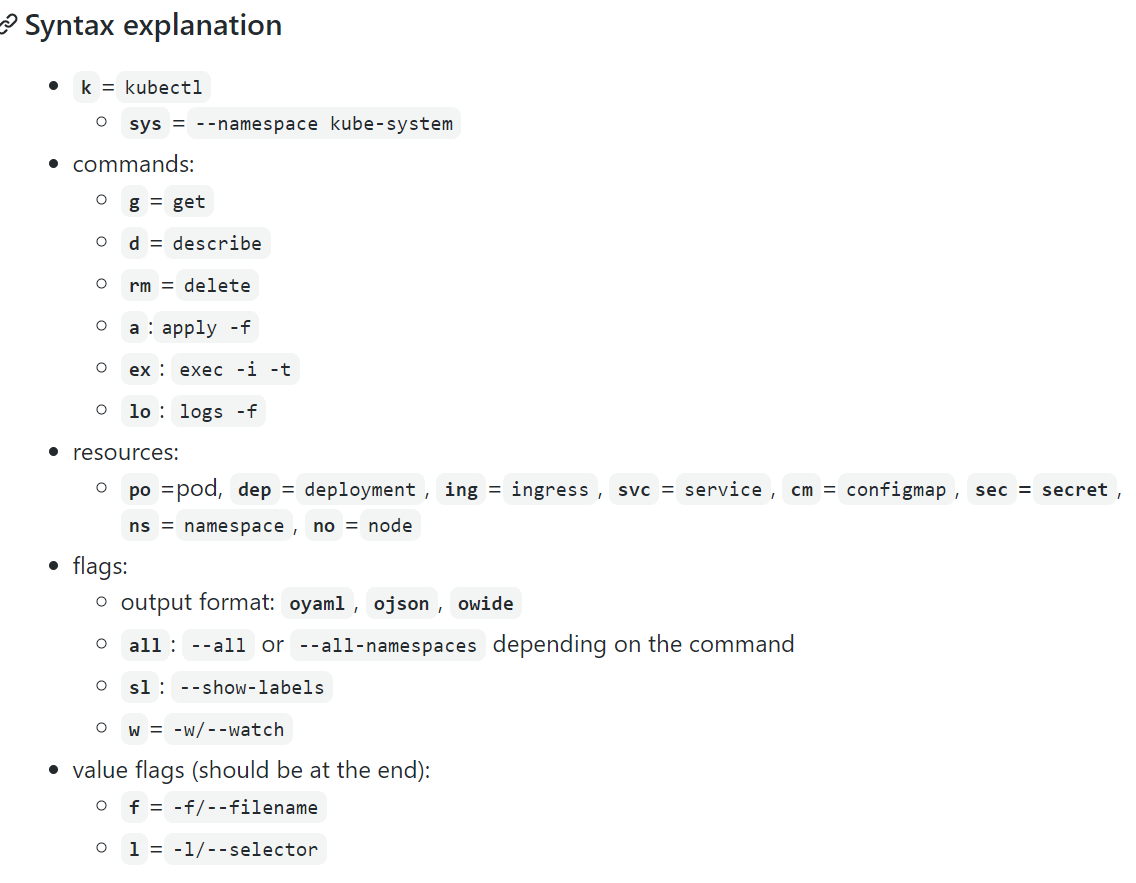 Syntax explanation
k = kubectl
sys = --namespace kube-system
commands:
g = get
d = describe
rm = delete
a : apply -f
ex : exec -i -t
lo : logs -f
resources:
po =pod, dep = deployment , ing = ingress , svc = service , cm = configmap , sec = secret ,
ns = namespace , no = node
flags:
output format: oyaml , ojson , owide
all : --all or --all-namespaces depending on the command
sl : --show-labels
w = -w/--watch
value flags (should be at the end):
f = -f/--filename
l = -l/--selector